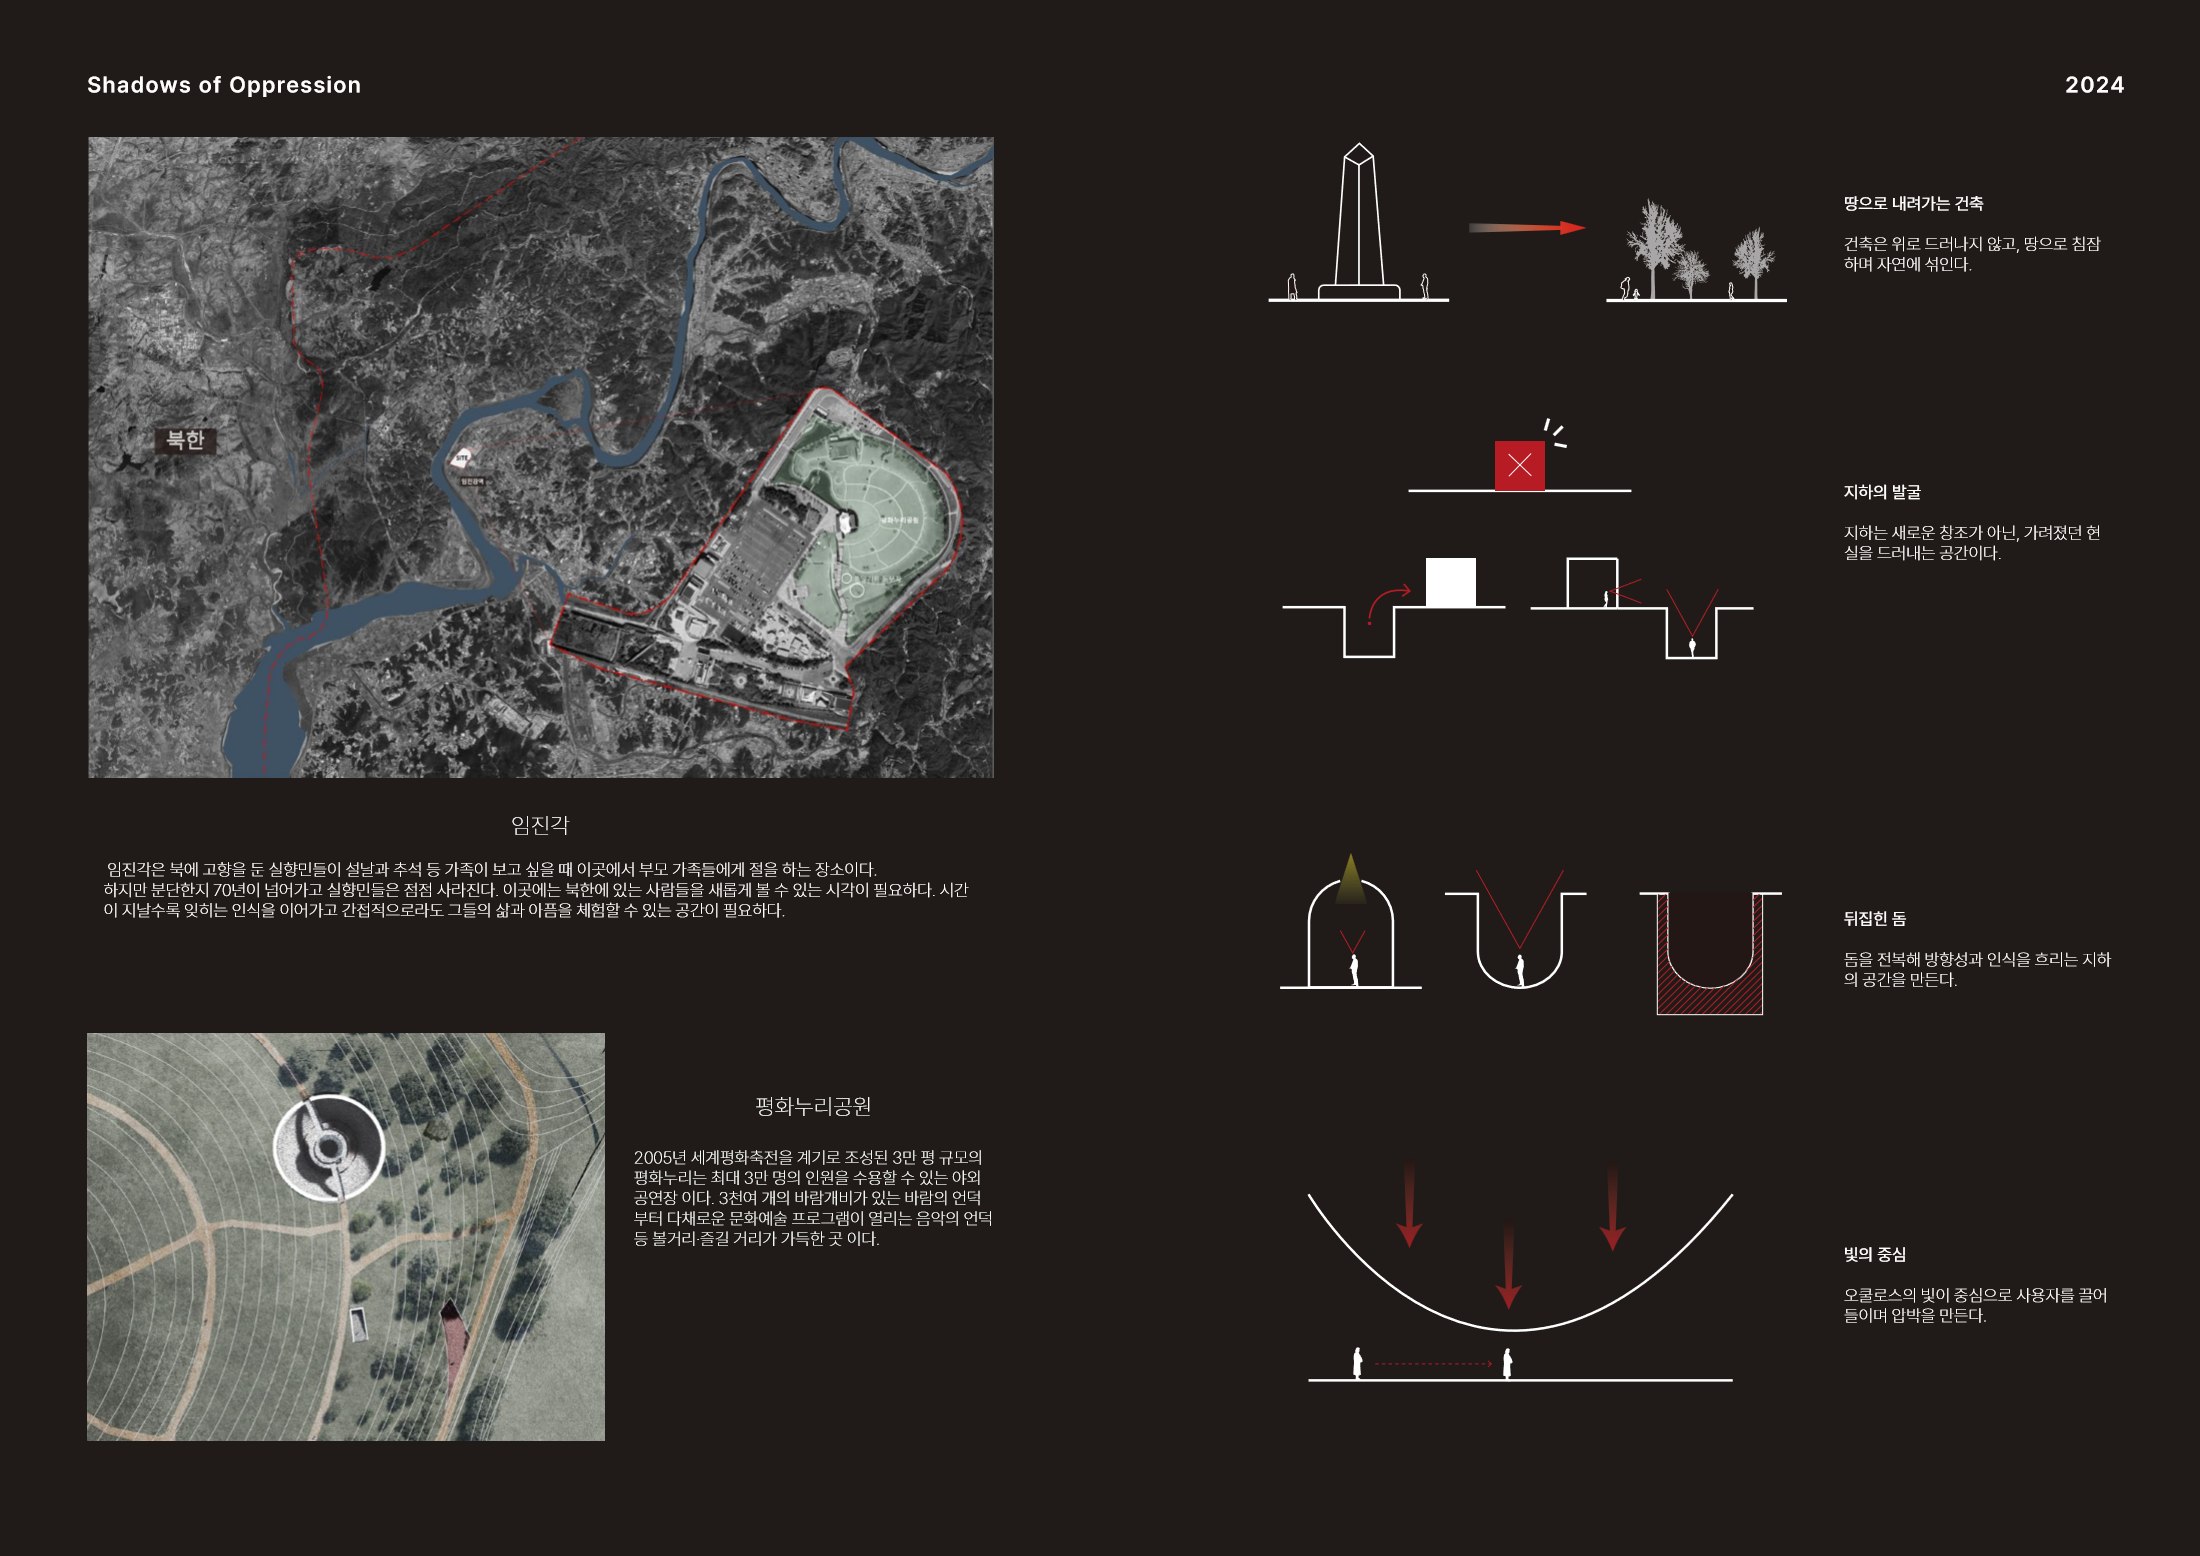 Shadows of Oppression
2024
북한
SITE
임진강역
평화누리공원
임진각
임진각은 북에 고향을 둔 실향민들이 설날과 추석 등 가족이 보고 싶을 때 이곳에서 부모 가족들에게 절을 하는 장소이다.
하지만 분단한지 70년이 넘어가고 실향민들은 점점 사라진다. 이곳에는 북한에 있는 사람들을 새롭게 볼 수 있는 시각이 필요하다. 시간
이 지날수록 잊히는 인식을 이어가고 간접적으로라도 그들의 삶과 아픔을 체험할 수 있는 공간이 필요하다.
평화누리공원
2005년 세계평화축전을 계기로 조성된 3만 평 규모의
평화누리는 최대 3만 명의 인원을 수용할 수 있는 야외
공연장 이다. 3천여 개의 바람개비가 있는 바람의 언덕
부터 다채로운 문화예술 프로그램이 열리는 음악의 언덕
등 볼거리·즐길 거리가 가득한 곳 이다.
땅으로 내려가는 건축
건축은 위로 드러나지 않고, 땅으로 침잠
하며 자연에 섞인다.
지하의 발굴
지하는 새로운 창조가 아닌, 가려졌던 현
실을 드러내는 공간이다.
뒤집힌 돔
돔을 전복해 방향성과 인식을 흐리는 지하
의 공간을 만든다.
빛의 중심
오쿨로스의 빛이 중심으로 사용자를 끌어
들이며 압박을 만든다.